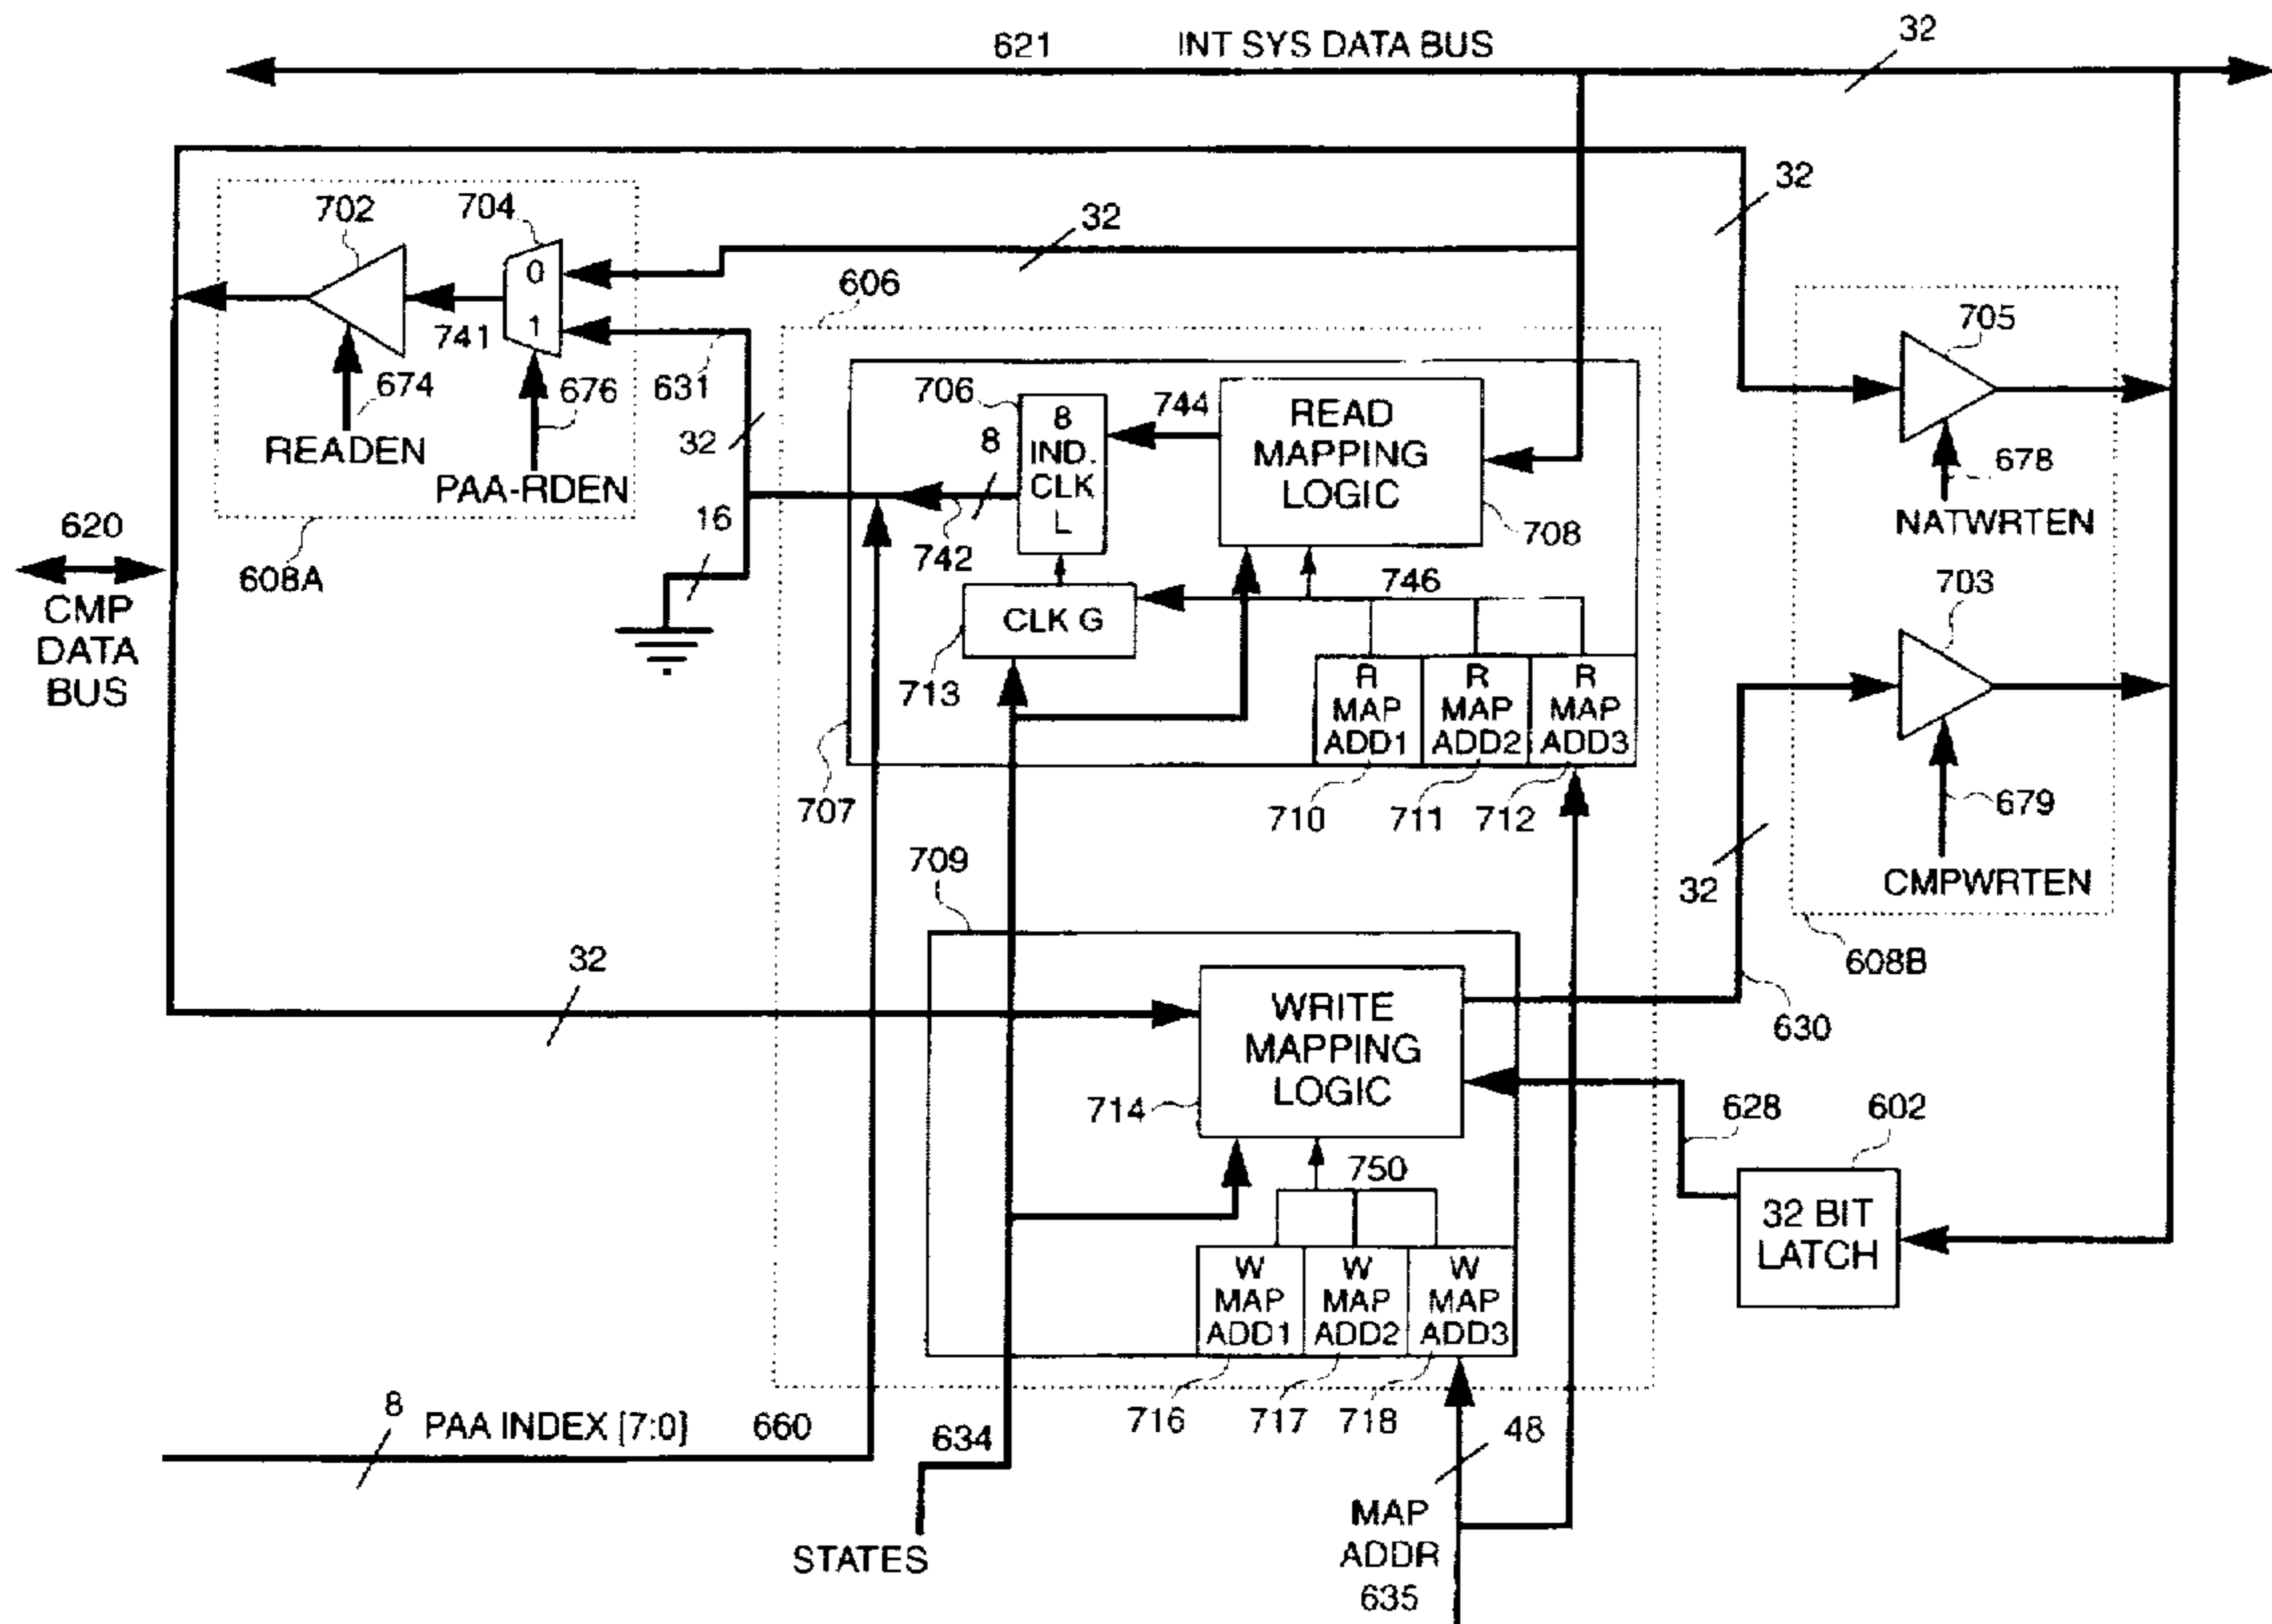 621 INT SYS DATA BUS 32
702
704
32
32
0
1
606
705
741
674
676
631
706
744
READ
MAPPING
LOGIC
8
IND.
CLK
L
8
READEN
PAA-RDEN
32
678
NATWRTEN
620
CMP
DATA
BUS
608A
16
742
708
746
703
CLK G
713
R
MAP
ADD1
R
MAP
ADD2
R
MAP
ADD3
707
710
711
712
679
CMPWRTEN
32
709
608B
32
WRITE
MAPPING
LOGIC
630
714
628
602
750
32 BIT
LATCH
W
MAP
ADD1
W
MAP
ADD2
W
MAP
ADD3
8
PAA INDEX [7:0]
660
634
716
717
718
48
STATES
MAP
ADDR
635